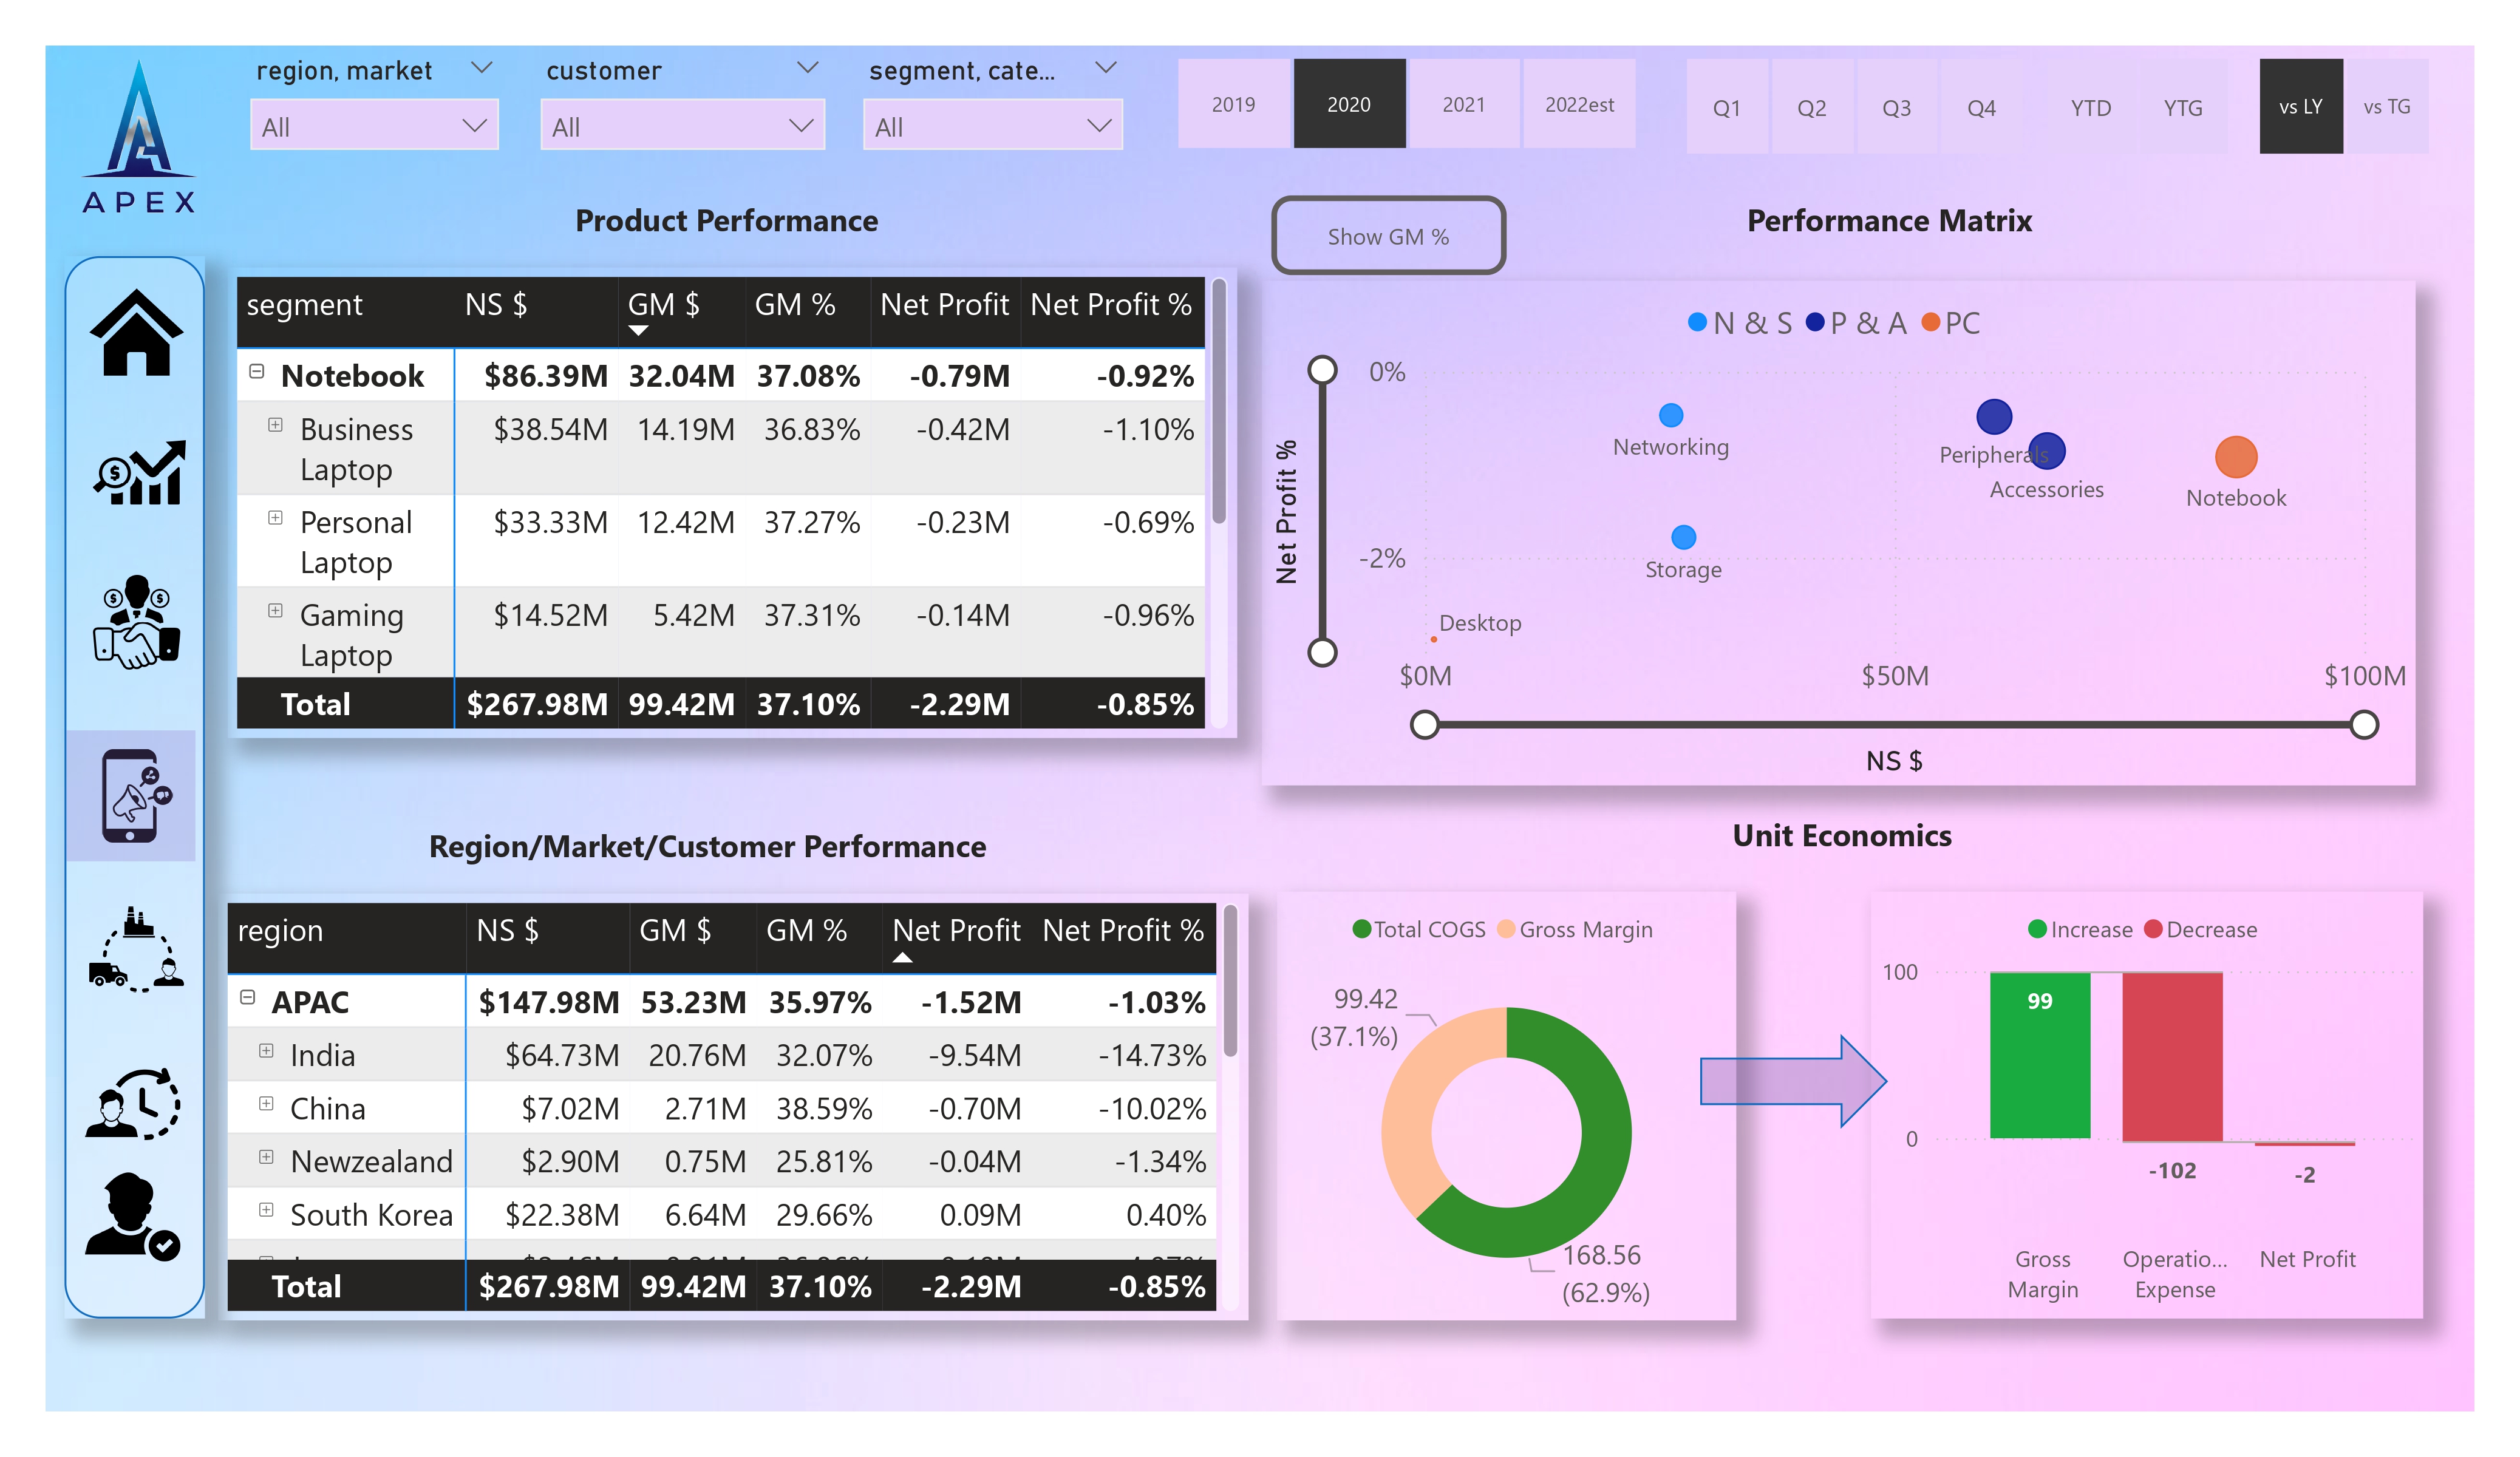 APEX
region, market
All
customer
All
segment, cate...
All
2019 2020 2021 2022est
Q1 Q2 Q3 Q4 YTD YTG
vs LY vs TG
Product Performance
segment NS $ GM $ GM % Net Profit Net Profit %
Notebook $86.39M 32.04M 37.08% -0.79M -0.92%
Business $38.54M 14.19M 36.83% -0.42M -1.10%
Laptop
Personal $33.33M 12.42M 37.27% -0.23M -0.69%
Laptop
Gaming $14.52M 5.42M 37.31% -0.14M -0.96%
Laptop
Total $267.98M 99.42M 37.10% -2.29M -0.85%
Show GM %
Performance Matrix
N & S P & A PC
Net Profit %
0%
-2%
Networking
Peripherals
Accessories
Notebook
Storage
Desktop
$0M $50M $100M
NS $
Region/Market/Customer Performance
region NS $ GM $ GM % Net Profit Net Profit %
APAC $147.98M 53.23M 35.97% -1.52M -1.03%
India $64.73M 20.76M 32.07% -9.54M -14.73%
China $7.02M 2.71M 38.59% -0.70M -10.02%
Newzealand $2.90M 0.75M 25.81% -0.04M -1.34%
South Korea $22.38M 6.64M 29.66% 0.09M 0.40%
Total $267.98M 99.42M 37.10% -2.29M -0.85%
Unit Economics
Total COGS Gross Margin
99.42
(37.1%)
168.56
(62.9%)
Increase Decrease
100
0
99
-102
-2
Gross
Margin
Operatio...
Expense
Net Profit